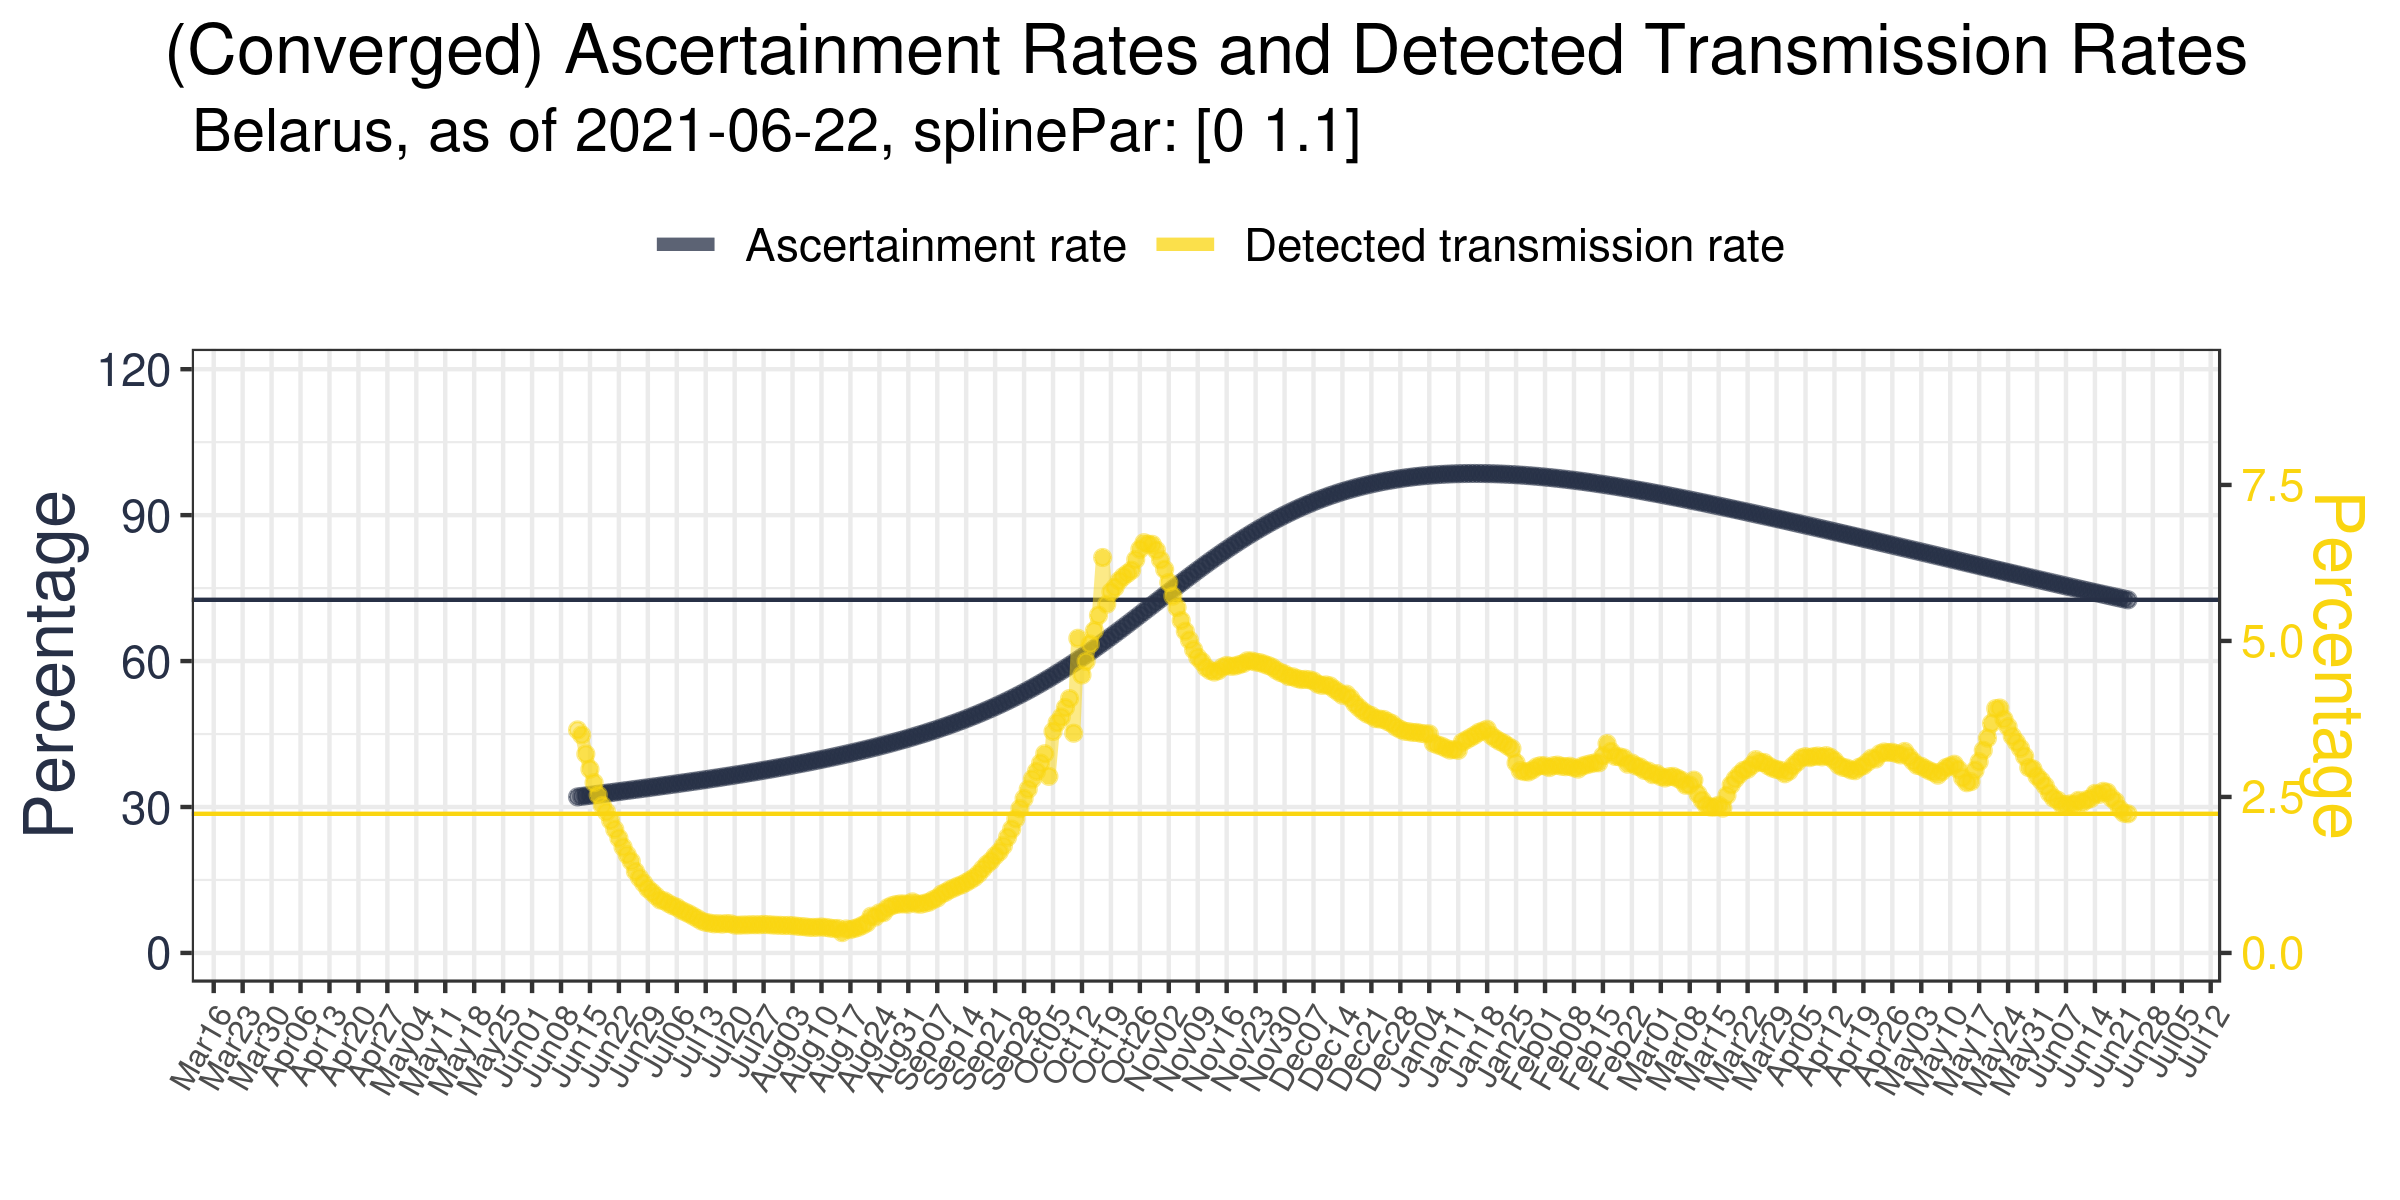 (Converged) Ascertainment Rates and Detected Transmission Rates
Belarus, as of 2021-06-22, splinePar: [0 1.1]
Ascertainment rate Detected transmission rate
Percentage
120
90
60
30
0
7.5
5.0
2.5
0.0
Percentage
Mar16
Mar23
Mar30
Apr06
Apr13
Apr20
Apr27
May04
May11
May18
May25
Jun01
Jun08
Jun15
Jun22
Jun29
Jul06
Jul13
Jul20
Jul27
Aug03
Aug10
Aug17
Aug24
Aug31
Sep07
Sep14
Sep21
Sep28
Oct05
Oct12
Oct19
Oct26
Nov02
Nov09
Nov16
Nov23
Nov30
Dec07
Dec14
Dec21
Dec28
Jan04
Jan11
Jan18
Jan25
Feb01
Feb08
Feb15
Feb22
Mar01
Mar08
Mar15
Mar22
Mar29
Apr05
Apr12
Apr19
Apr26
May03
May10
May17
May24
May31
Jun07
Jun14
Jun21
Jun28
Jul05
Jul12